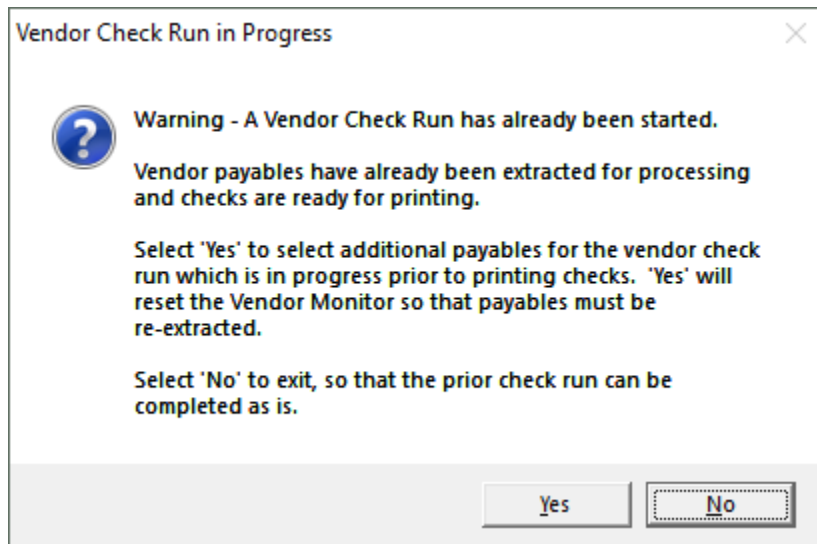 Vendor Check Run in Progress
Warning - A Vendor Check Run has already been started.
Vendor payables have already been extracted for processing
and checks are ready for printing.
Select 'Yes' to select additional payables for the vendor check
run which is in progress prior to printing checks.  'Yes' will
reset the Vendor Monitor so that payables must be
re-extracted.
Select 'No' to exit, so that the prior check run can be
completed as is.
Yes
No